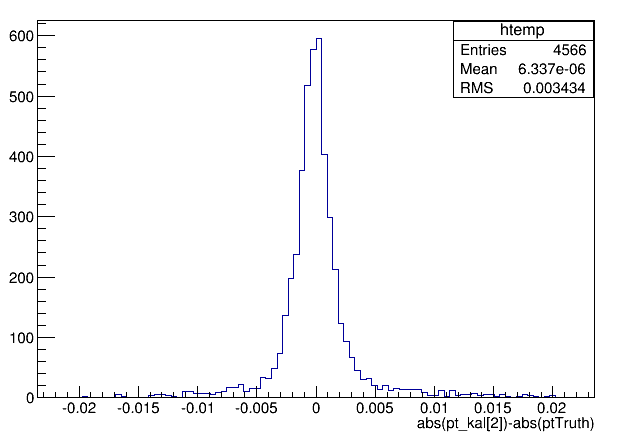 htemp
Entries 4566
Mean 6.337e-06
RMS 0.003434
600
500
400
300
200
100
0
-0.02 -0.015 -0.01 -0.005 0 0.005 0.01 0.015 0.02
abs(pt_kal[2])-abs(ptTruth)